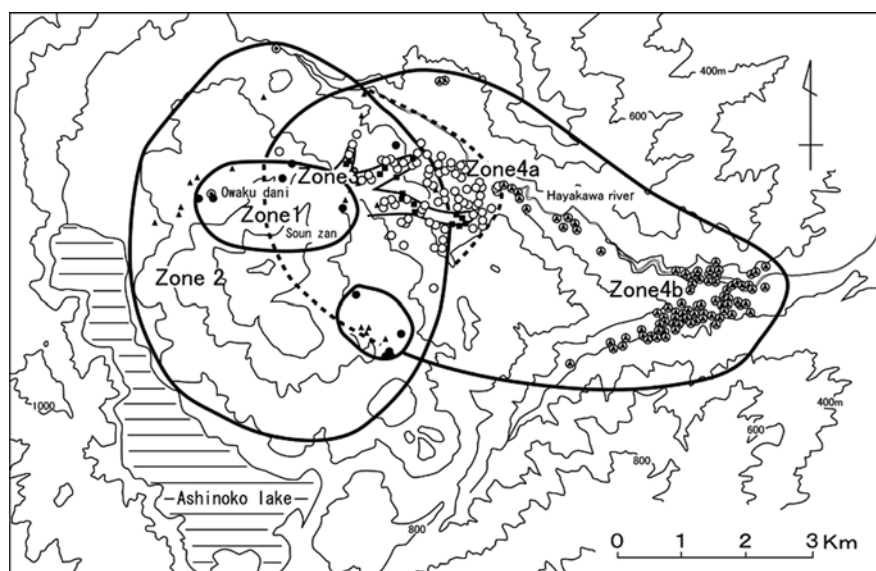 400m
600
Zone3
Zone4a
Owaku dani
Hayakawa river
Zone1
Soun zan
Zone 2
Zone4b
1000
400m
600
800
Ashinoko lake
800
0 1 2 3 Km